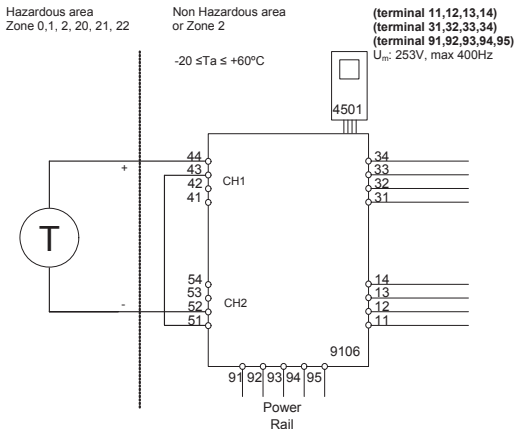 Hazardous area
Zone 0,1, 2, 20, 21, 22
Non Hazardous area
or Zone 2
-20 ≤Ta ≤ +60ºC
(terminal 11,12,13,14)
(terminal 31,32,33,34)
(terminal 91,92,93,94,95)
Um: 253V, max 400Hz
4501
44
43
42
41
CH1
+
34
33
32
31
T
54
53
52
51
CH2
-
14
13
12
11
9106
91 92 93 94 95
Power
Rail